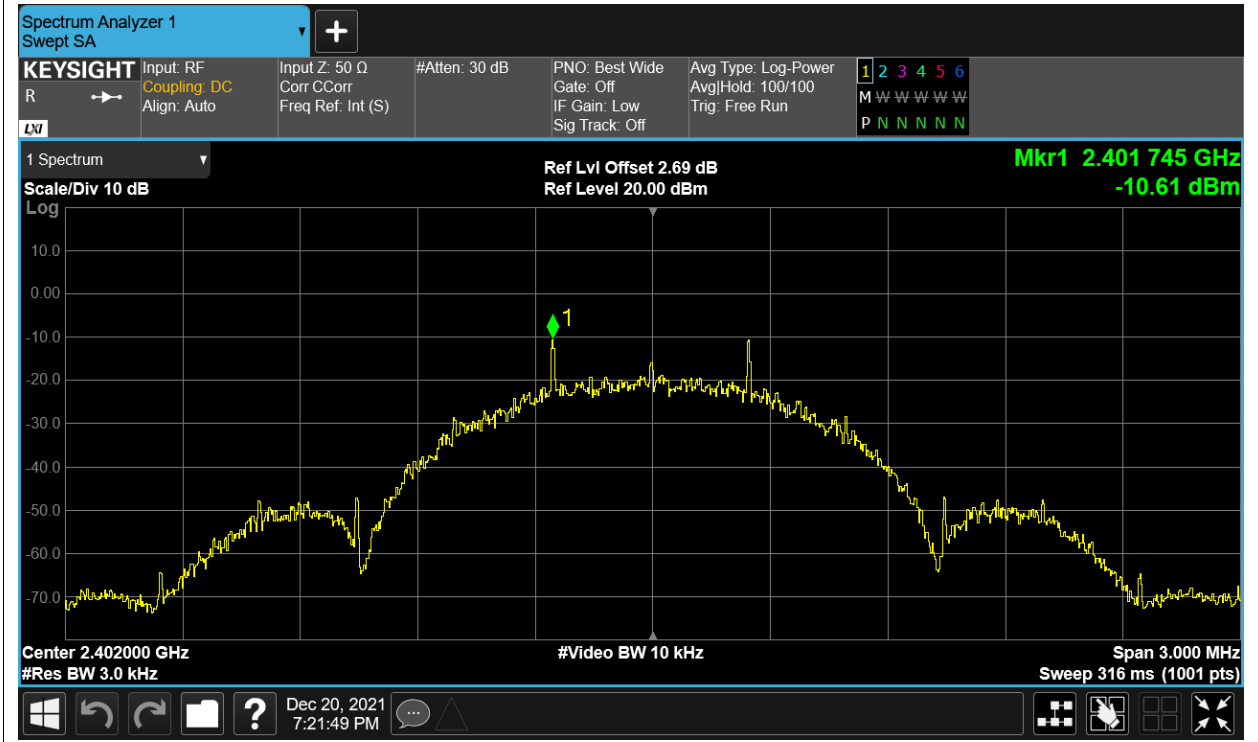 Spectrum Analyzer 1
Swept SA
KEYSIGHT
R
LXI
Input: RF
Coupling: DC
Align: Auto
Input Z: 50 Ω
Corr CCorr
Freq Ref: Int (S)
#Atten: 30 dB
PNO: Best Wide
Gate: Off
IF Gain: Low
Sig Track: Off
Avg Type: Log-Power
Avg|Hold: 100/100
Trig: Free Run
1 2 3 4 5 6
M W W W W W W
P N N N N N N
1 Spectrum
Scale/Div 10 dB
Ref Lvl Offset 2.69 dB
Ref Level 20.00 dBm
Mkr1 2.401 745 GHz
-10.61 dBm
Log
10.0
0.00
-10.0
-20.0
-30.0
-40.0
-50.0
-60.0
-70.0
1
Center 2.402000 GHz
#Res BW 3.0 kHz
#Video BW 10 kHz
Span 3.000 MHz
Sweep 316 ms (1001 pts)
?
Dec 20, 2021
7:21:49 PM